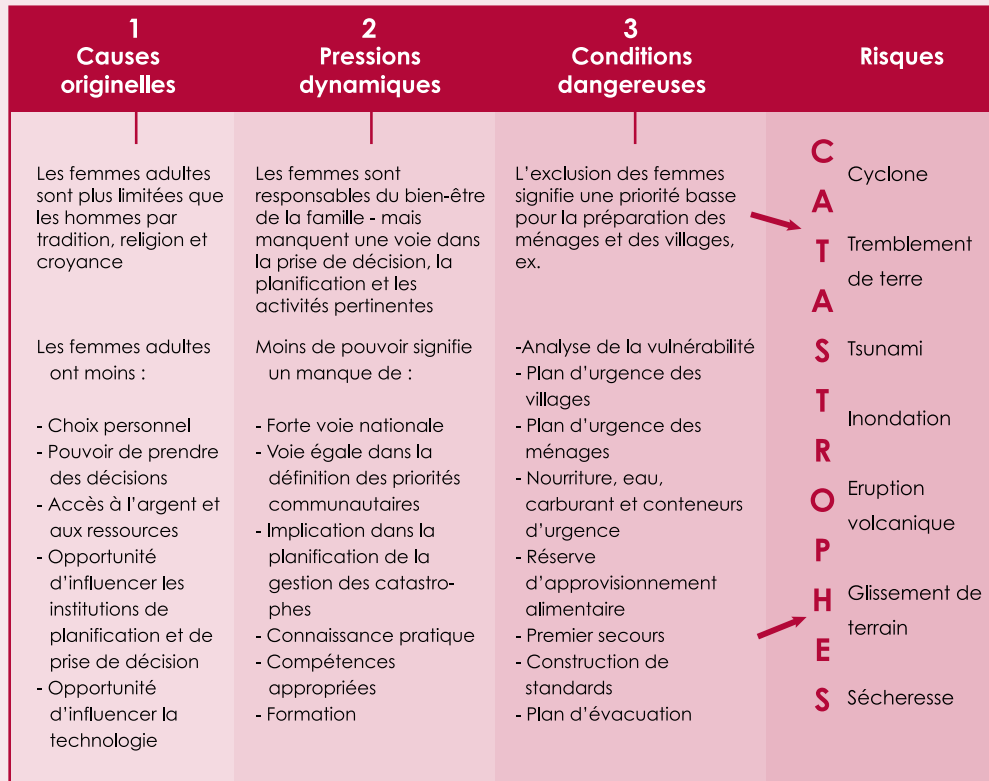 1
Causes
originelles
2
Pressions
dynamiques
3
Conditions
dangereuses
Risques
Les femmes adultes
sont plus limitées que
les hommes par
tradition, religion et
croyance
Les femmes adultes
ont moins :
- Choix personnel
- Pouvoir de prendre
des décisions
- Accès à l'argent et
aux ressources
- Opportunité
d'influencer les
institutions de
planification et de
prise de décision
- Opportunité
d'influencer la
technologie
Les femmes sont
responsables du bien-être
de la famille - mais
manquent une voie dans
la prise de décision, la
planification et les
activités pertinentes
Moins de pouvoir signifie
un manque de :
- Forte voie nationale
- Voie égale dans la
définition des priorités
communautaires
- Implication dans la
planification de la
gestion des catastro-
phes
- Connaissance pratique
- Compétences
appropriées
- Formation
L'exclusion des femmes
signifie une priorité basse
pour la préparation des
ménages et des villages,
ex.
-Analyse de la vulnérabilité
- Plan d'urgence des
villages
- Plan d'urgence des
ménages
- Nourriture, eau,
carburant et conteneurs
d'urgence
- Réserve
d'approvisionnement
alimentaire
- Premier secours
- Construction de
standards
- Plan d'évacuation
CATASTROPHES
Cyclone
Tremblement
de terre
Tsunami
Inondation
Eruption
volcanique
Glissement de
terrain
Sécheresse